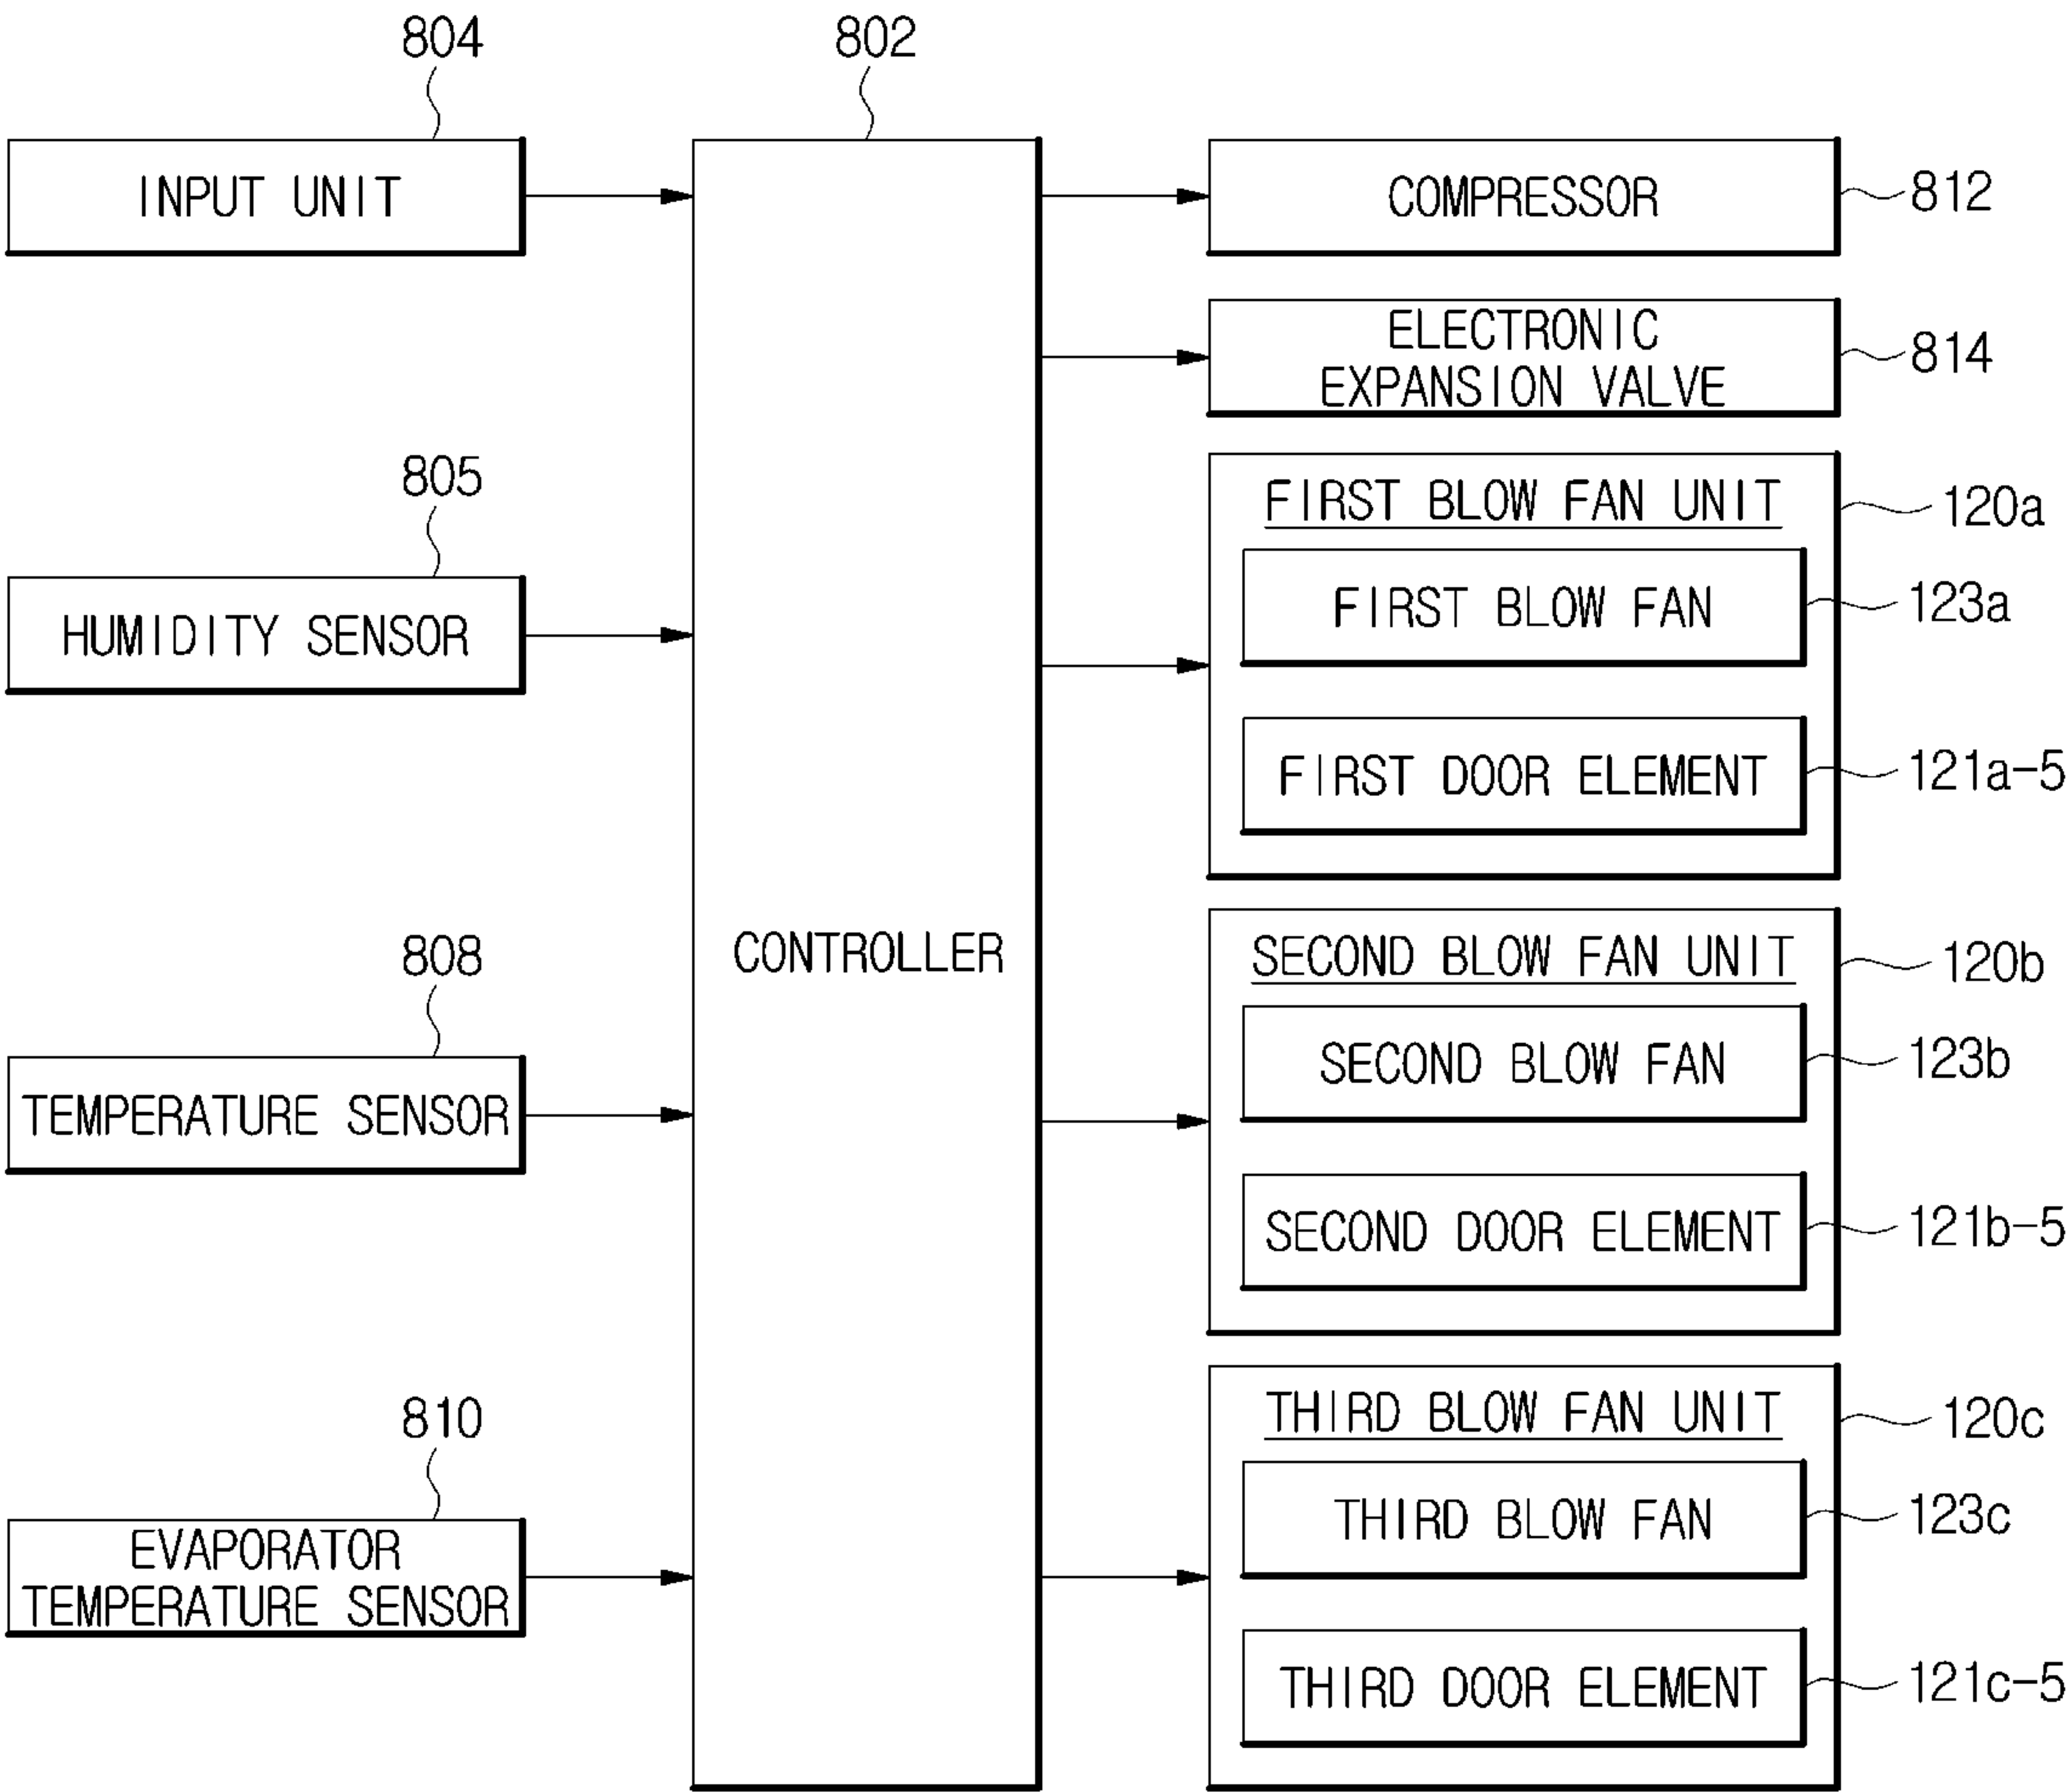 804
802
INPUT UNIT
COMPRESSOR
812
ELECTRONIC
EXPANSION VALVE
814
805
HUMIDITY SENSOR
FIRST BLOW FAN UNIT
120a
FIRST BLOW FAN
123a
FIRST DOOR ELEMENT
121a-5
CONTROLLER
808
TEMPERATURE SENSOR
SECOND BLOW FAN UNIT
120b
SECOND BLOW FAN
123b
SECOND DOOR ELEMENT
121b-5
810
EVAPORATOR
TEMPERATURE SENSOR
THIRD BLOW FAN UNIT
120c
THIRD BLOW FAN
123c
THIRD DOOR ELEMENT
121c-5